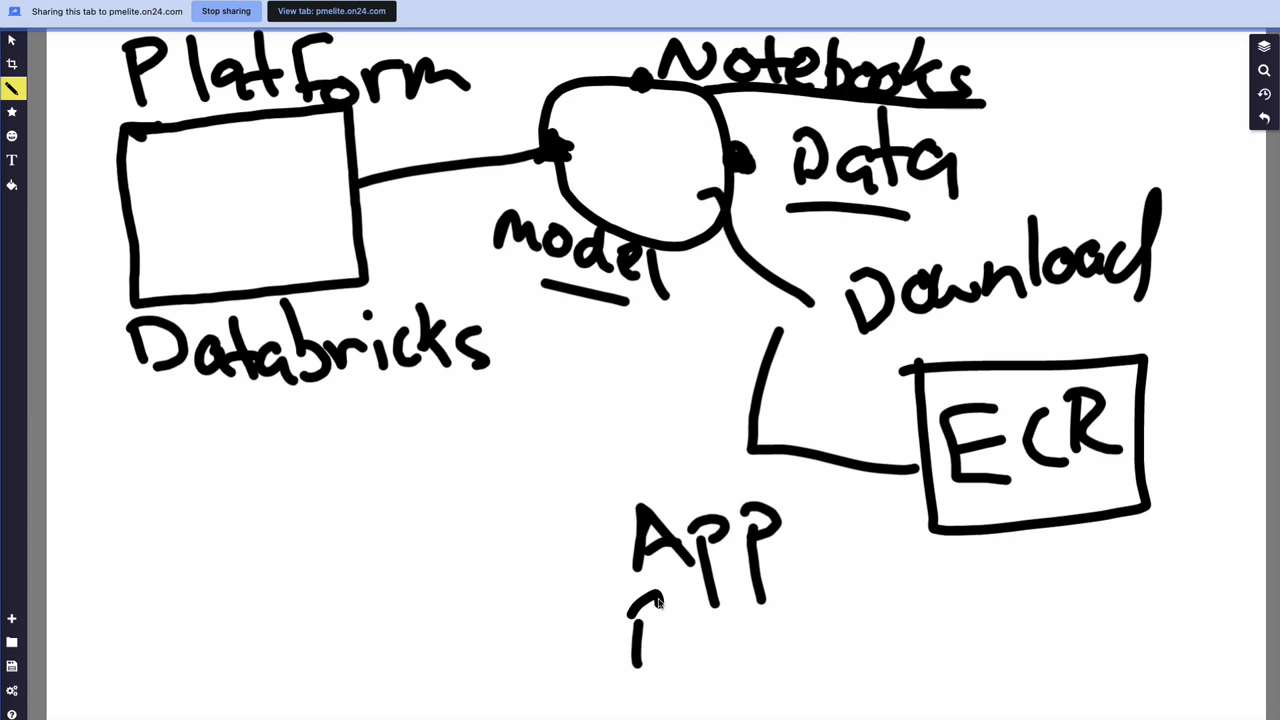 Sharing this tab to pmelite.on24.com
Stop sharing
View tab: pmelite.on24.com
Platform
Notebooks
Data
model
Download
Databricks
ECR
App